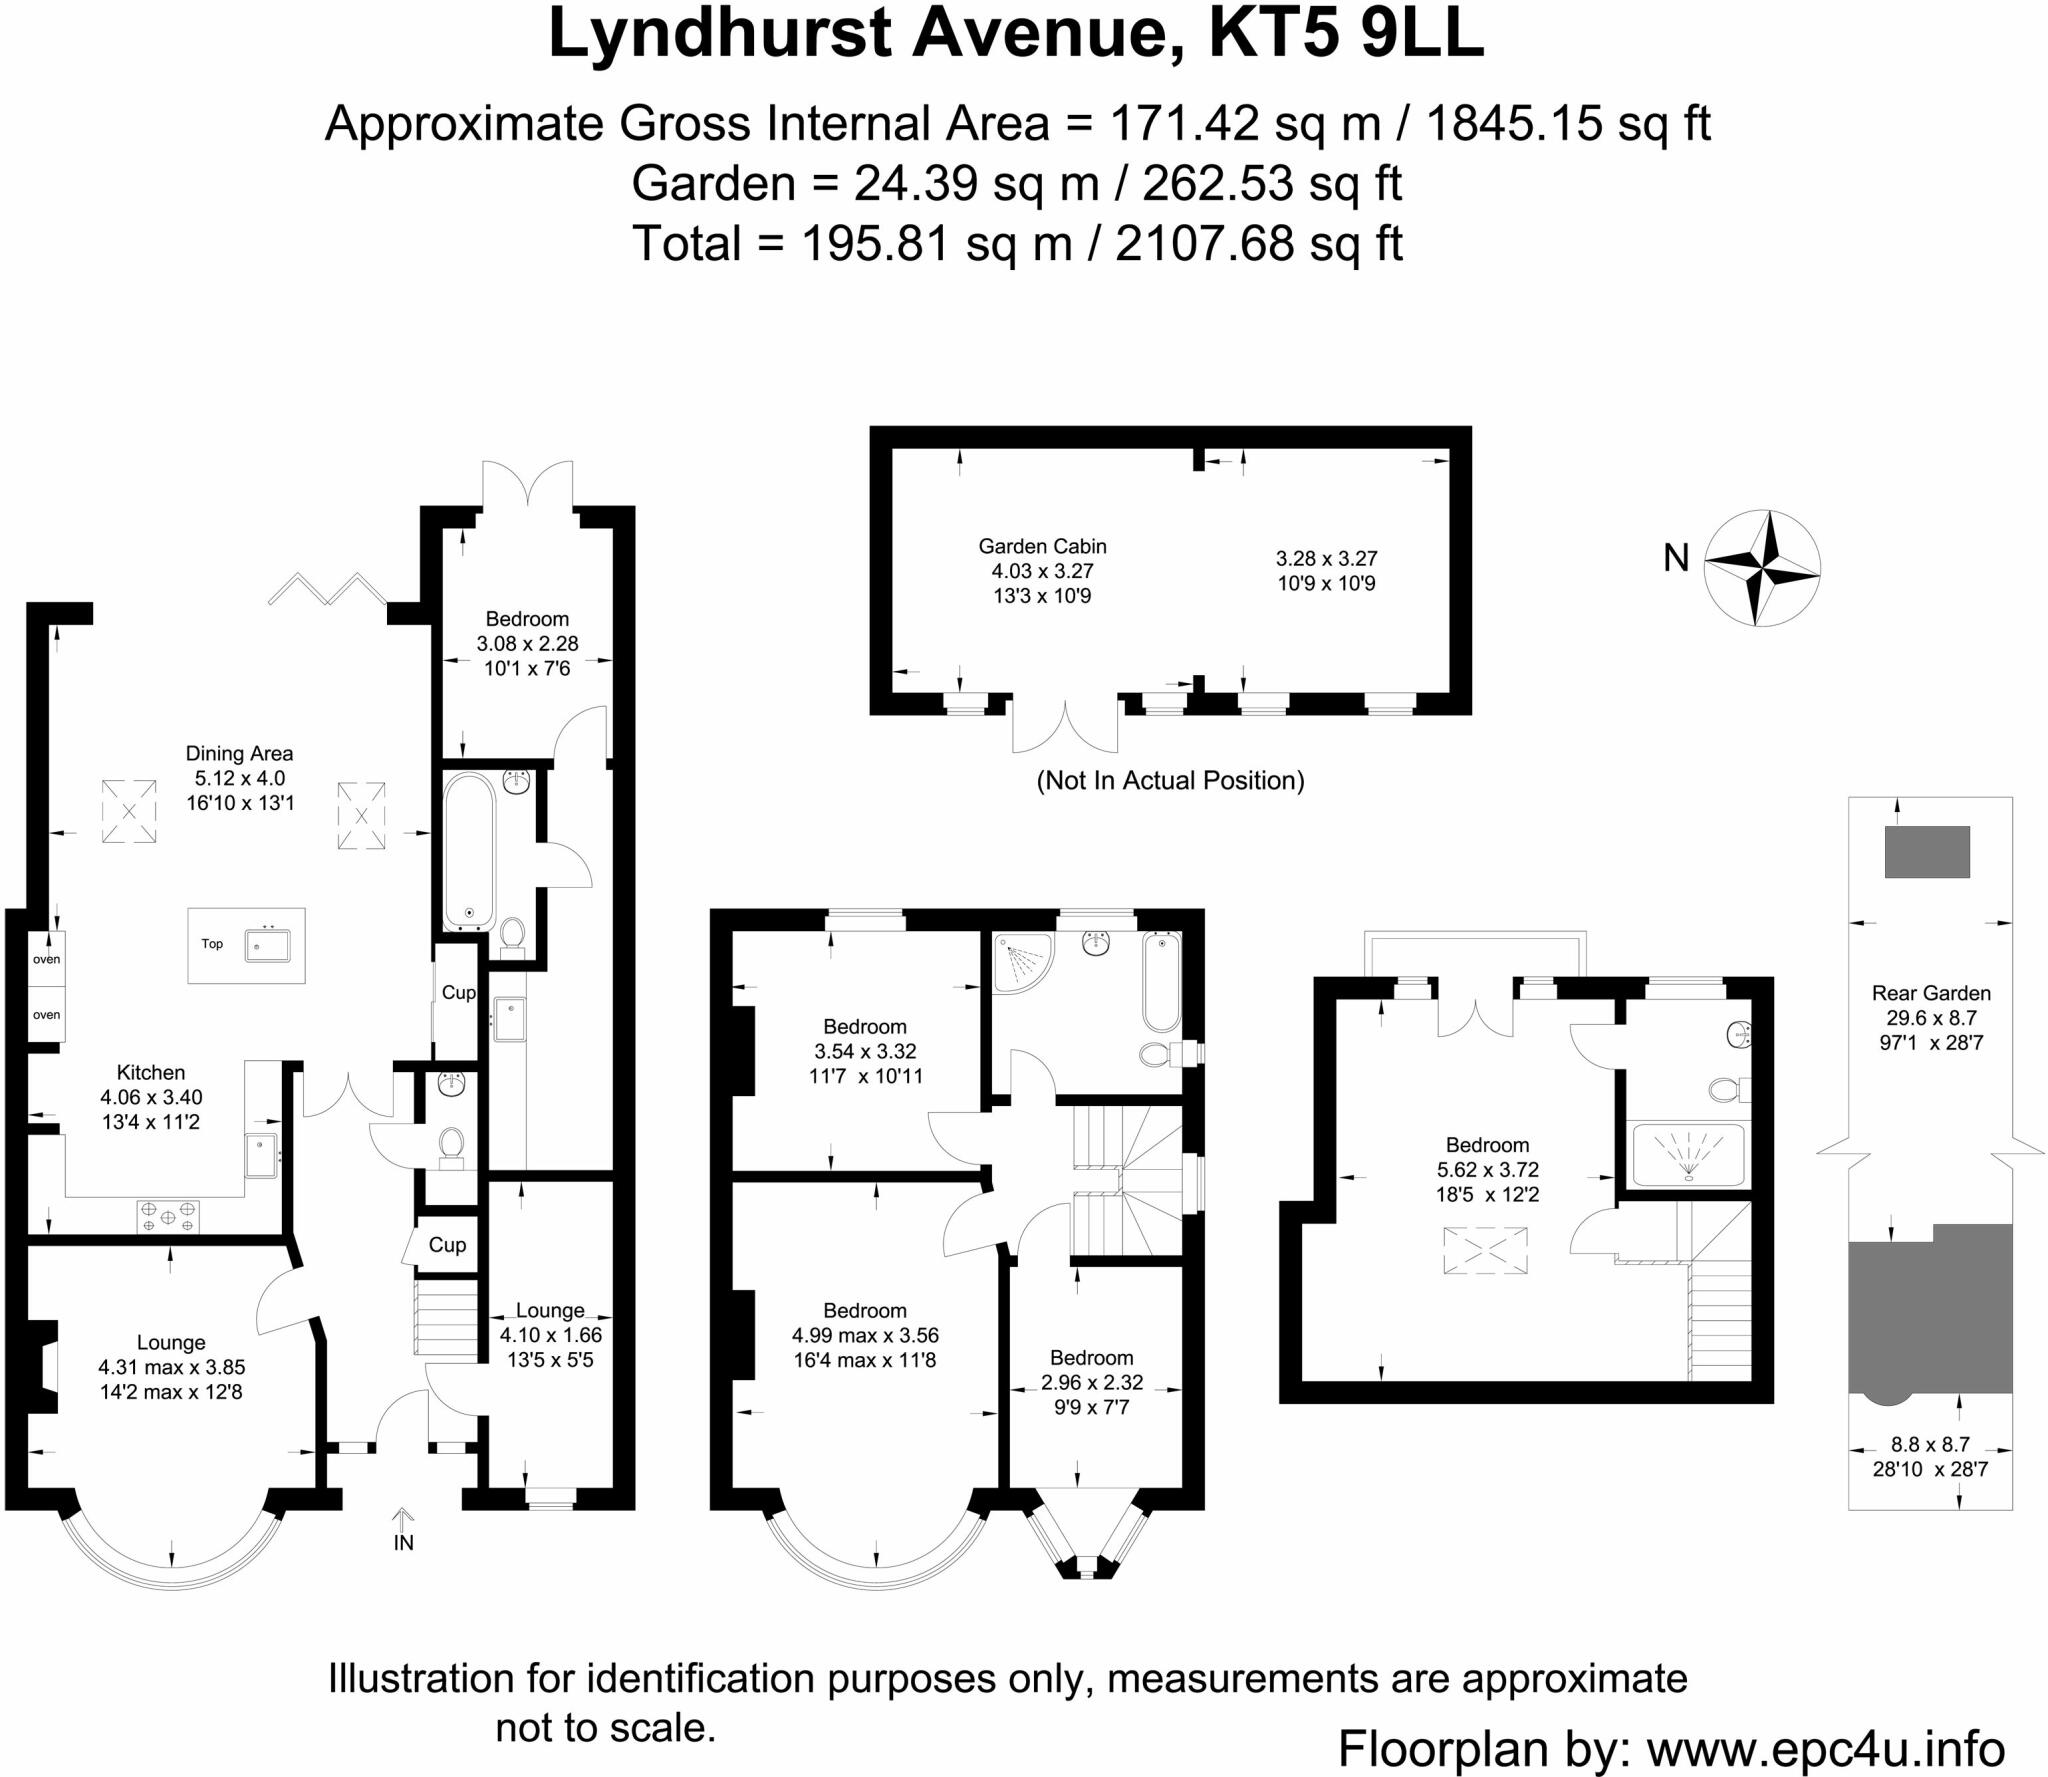 Lyndhurst Avenue, KT5 9LL
Approximate Gross Internal Area = 171.42 sq m / 1845.15 sq ft
Garden = 24.39 sq m / 262.53 sq ft
Total = 195.81 sq m / 2107.68 sq ft
Bedroom
3.08 x 2.28
10'1 x 7'6
Dining Area
5.12 x 4.0
16'10 x 13'1
Top
oven
oven
Cup
Kitchen
4.06 x 3.40
13'4 x 11'2
Cup
Lounge
4.31 max x 3.85
14'2 max x 12'8
Lounge
4.10 x 1.66
13'5 x 5'5
IN
Garden Cabin
4.03 x 3.27
13'3 x 10'9
3.28 x 3.27
10'9 x 10'9
(Not In Actual Position)
N
Bedroom
3.54 x 3.32
11'7 x 10'11
Bedroom
4.99 max x 3.56
16'4 max x 11'8
Bedroom
2.96 x 2.32
9'9 x 7'7
Bedroom
5.62 x 3.72
18'5 x 12'2
Rear Garden
29.6 x 8.7
97'1 x 28'7
8.8 x 8.7
28'10 x 28'7
Illustration for identification purposes only, measurements are approximate
not to scale.
Floorplan by: www.epc4u.info